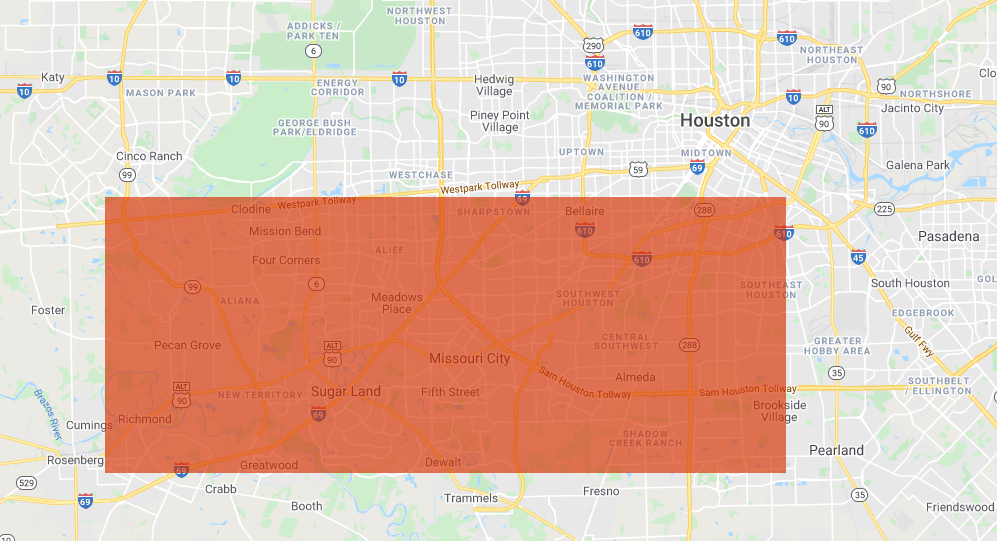 NORTHWEST
HOUSTON
ADDICKS /
PARK TEN
6
290
610
610
NORTHEAST
HOUSTON
610
Katy
10
10
10
10
MASON PARK
ENERGY
CORRIDOR
Hedwig
Village
WASHINGTON
AVENUE
COALITION /
MEMORIAL PARK
10
90
NORTHSHORE
Clo
Jacinto City
ALT
90
610
Piney Point
Village
Houston
GEORGE BUSH
PARK/ELDRIDGE
Cinco Ranch
UPTOWN
MIDTOWN
99
WESTCHASE
59
69
Galena Park
Westpark Tollway
69
Clodine
Westpark Tollway
SHARPSTOWN
Bellaire
288
225
Mission Bend
610
610
Pasadena
ALIEF
Four Corners
610
45
99
6
SOUTHEAST
HOUSTON
South Houston
GOL
ALIANA
Meadows
Place
SOUTHWEST
HOUSTON
Foster
EDGEBROOK
Pecan Grove
ALT
90
CENTRAL
SOUTHWEST
288
GREATER
HOBBY AREA
Gulf Fwy
Missouri City
35
Almeda
Sam Houston Tollway
Sam Houston Tollway
SOUTHBELT
/ ELLINGTON
ALT
90
NEW TERRITORY
Sugar Land
Fifth Street
Brazos River
Richmond
69
Brookside
Village
Cumings
SHADOW
CREEK RANCH
Pearland
Rosenberg
69
Greatwood
Dewalt
529
69
Crabb
Booth
Trammels
Fresno
35
Friendswood
10